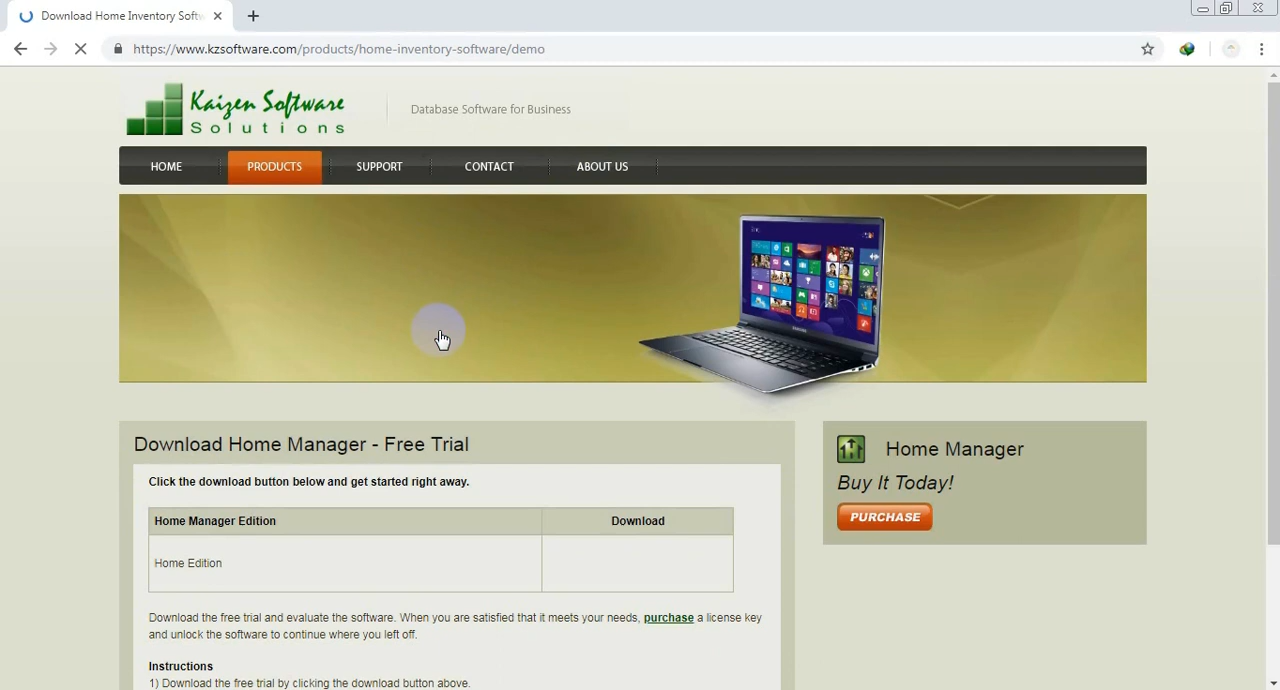 Download Home Inventory Softw
https://www.kzsoftware.com/products/home-inventory-software/demo
Kaizen Software
Solutions
Database Software for Business
HOME PRODUCTS SUPPORT CONTACT ABOUT US
Download Home Manager - Free Trial
Click the download button below and get started right away.
Home Manager Edition Download
Home Edition
Download the free trial and evaluate the software. When you are satisfied that it meets your needs, purchase a license key
and unlock the software to continue where you left off.
Instructions
1) Download the free trial by clicking the download button above.
Home Manager
Buy It Today!
PURCHASE